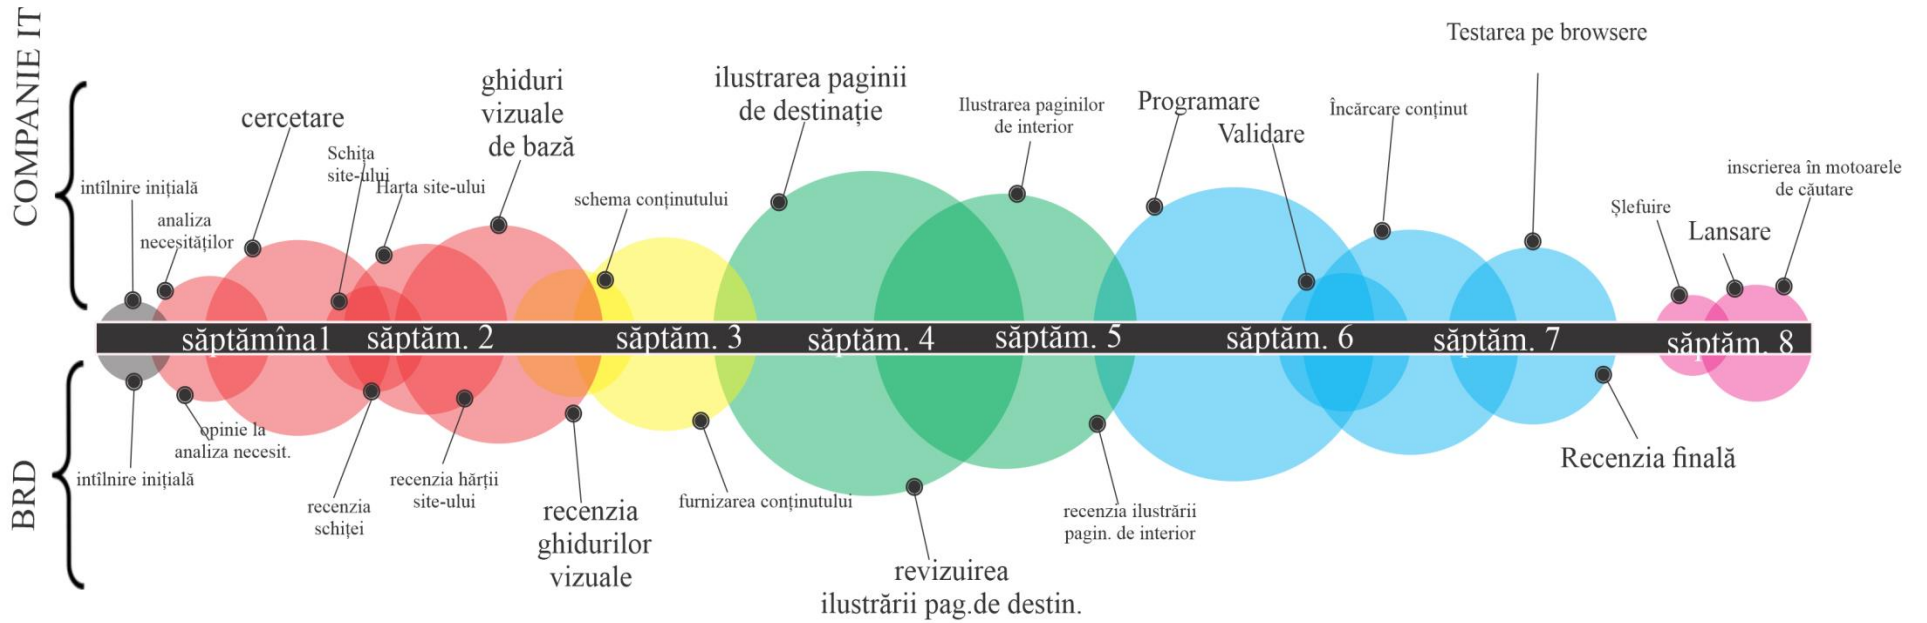 COMPANIE IT
intîlnire inițială
analiza
necesităților
cercetare
Schița
site-ului
Harta site-ului
ghiduri
vizuale
de bază
schema conținutului
ilustrarea paginii
de destinație
Ilustrarea paginilor
de interior
Programare
Validare
Încărcare conținut
Testarea pe browsere
Șlefuire
Lansare
inscrierea în motoarele
de căutare
săptămîna1
săptăm. 2
săptăm. 3
săptăm. 4
săptăm. 5
săptăm. 6
săptăm. 7
săptăm. 8
BRD
intîlnire inițială
opinie la
analiza necesit.
recenzia
schiței
recenzia hărții
site-ului
recenzia
ghidurilor
vizuale
furnizarea conținutului
revizuirea
ilustrării pag.de destin.
recenzia ilustrării
pagin. de interior
Recenzia finală